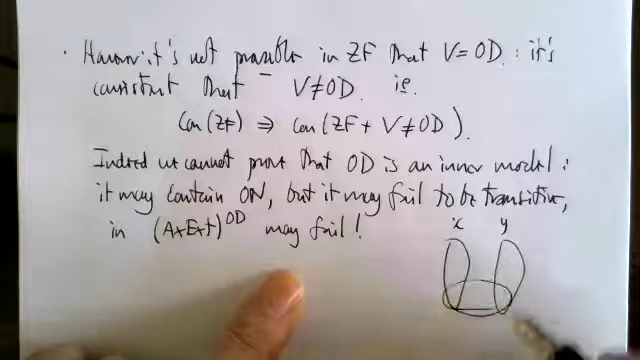 · However it's not provable in ZF that V=OD : it's
consistent that V≠OD. ie.
Con(ZF) ⇒ Con(ZF + V≠OD).
Indeed we cannot prove that OD is an inner model :
it may contain ON, but it may fail to be transitive,
in (AxExt)^OD may fail!
x y